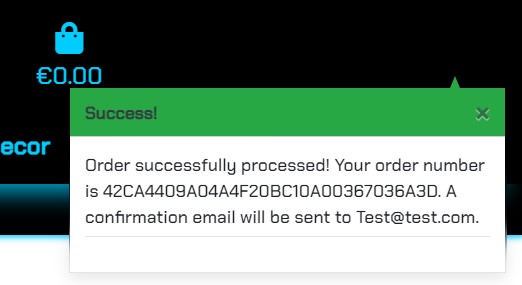 €0.00
Success!
×
ecor
Order successfully processed! Your order number
is 42CA4409A04A4F20BC10A00367036A3D. A
confirmation email will be sent to Test@test.com.